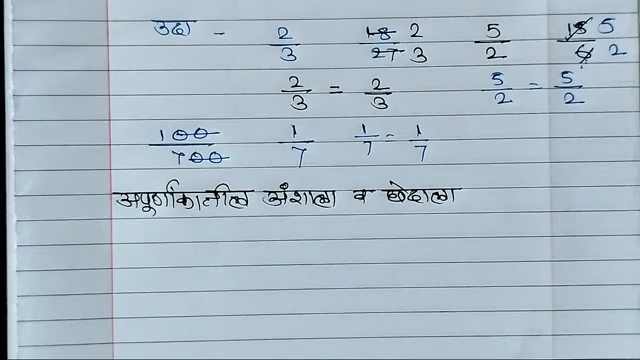 उदा - 2/3 18/27 2/3 5/2 15/6 5/2
2/3 = 2/3 5/2 = 5/2
100/700 1/7 1/7 = 1/7
अपूर्णांकातील अंशाला व छेदाला